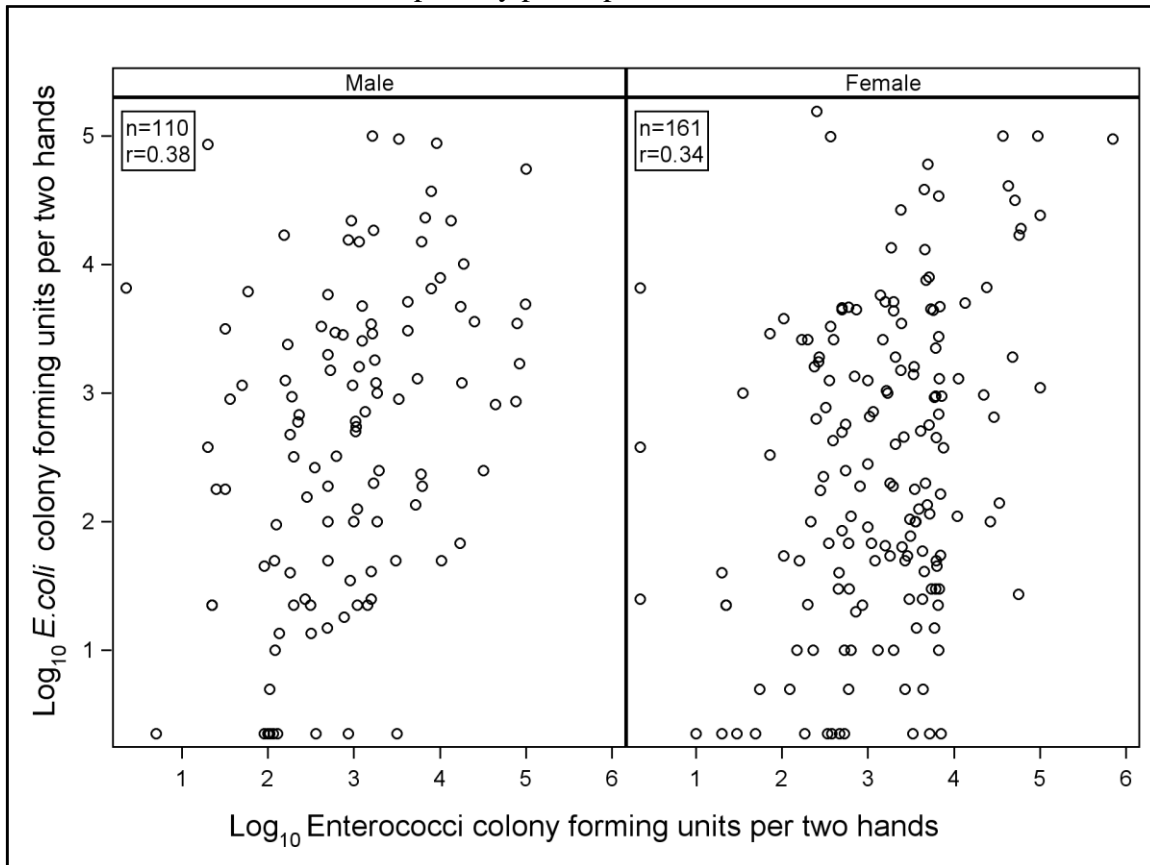 Male
Female
n=110
r=0.38
n=161
r=0.34
5
4
3
2
1
Log10 E.coli colony forming units per two hands
1 2 3 4 5 6
1 2 3 4 5 6
Log10 Enterococci colony forming units per two hands